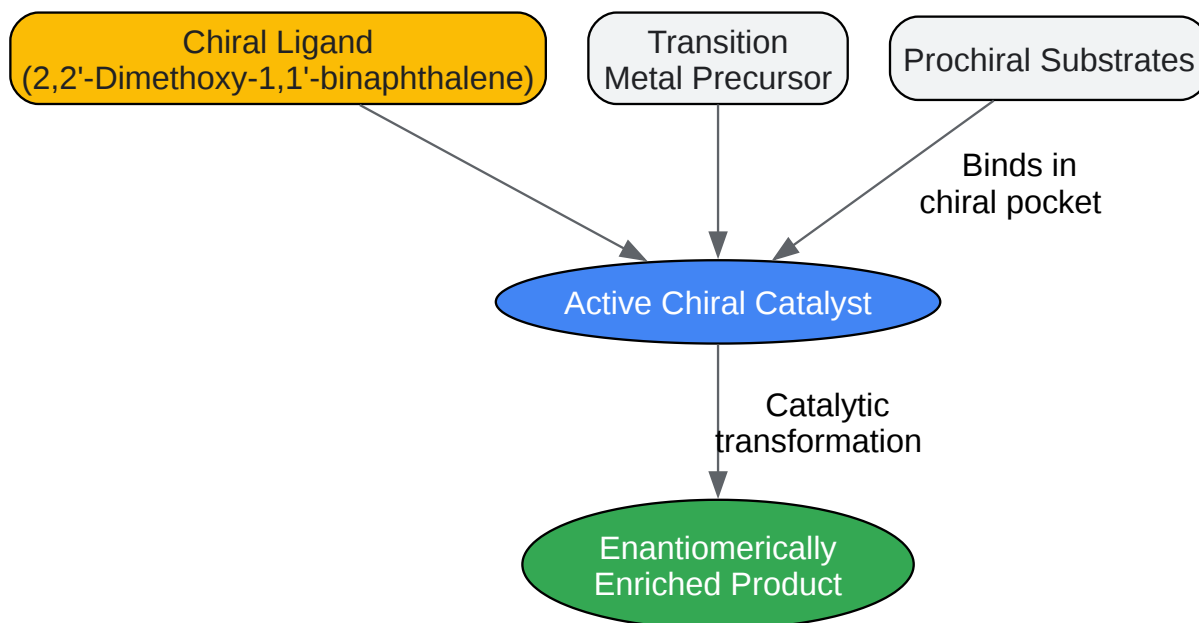 Chiral Ligand
(2,2'-Dimethoxy-1,1'-binaphthalene)
Transition
Metal Precursor
Prochiral Substrates
Binds in
chiral pocket
Active Chiral Catalyst
Catalytic
transformation
Enantiomerically
Enriched Product